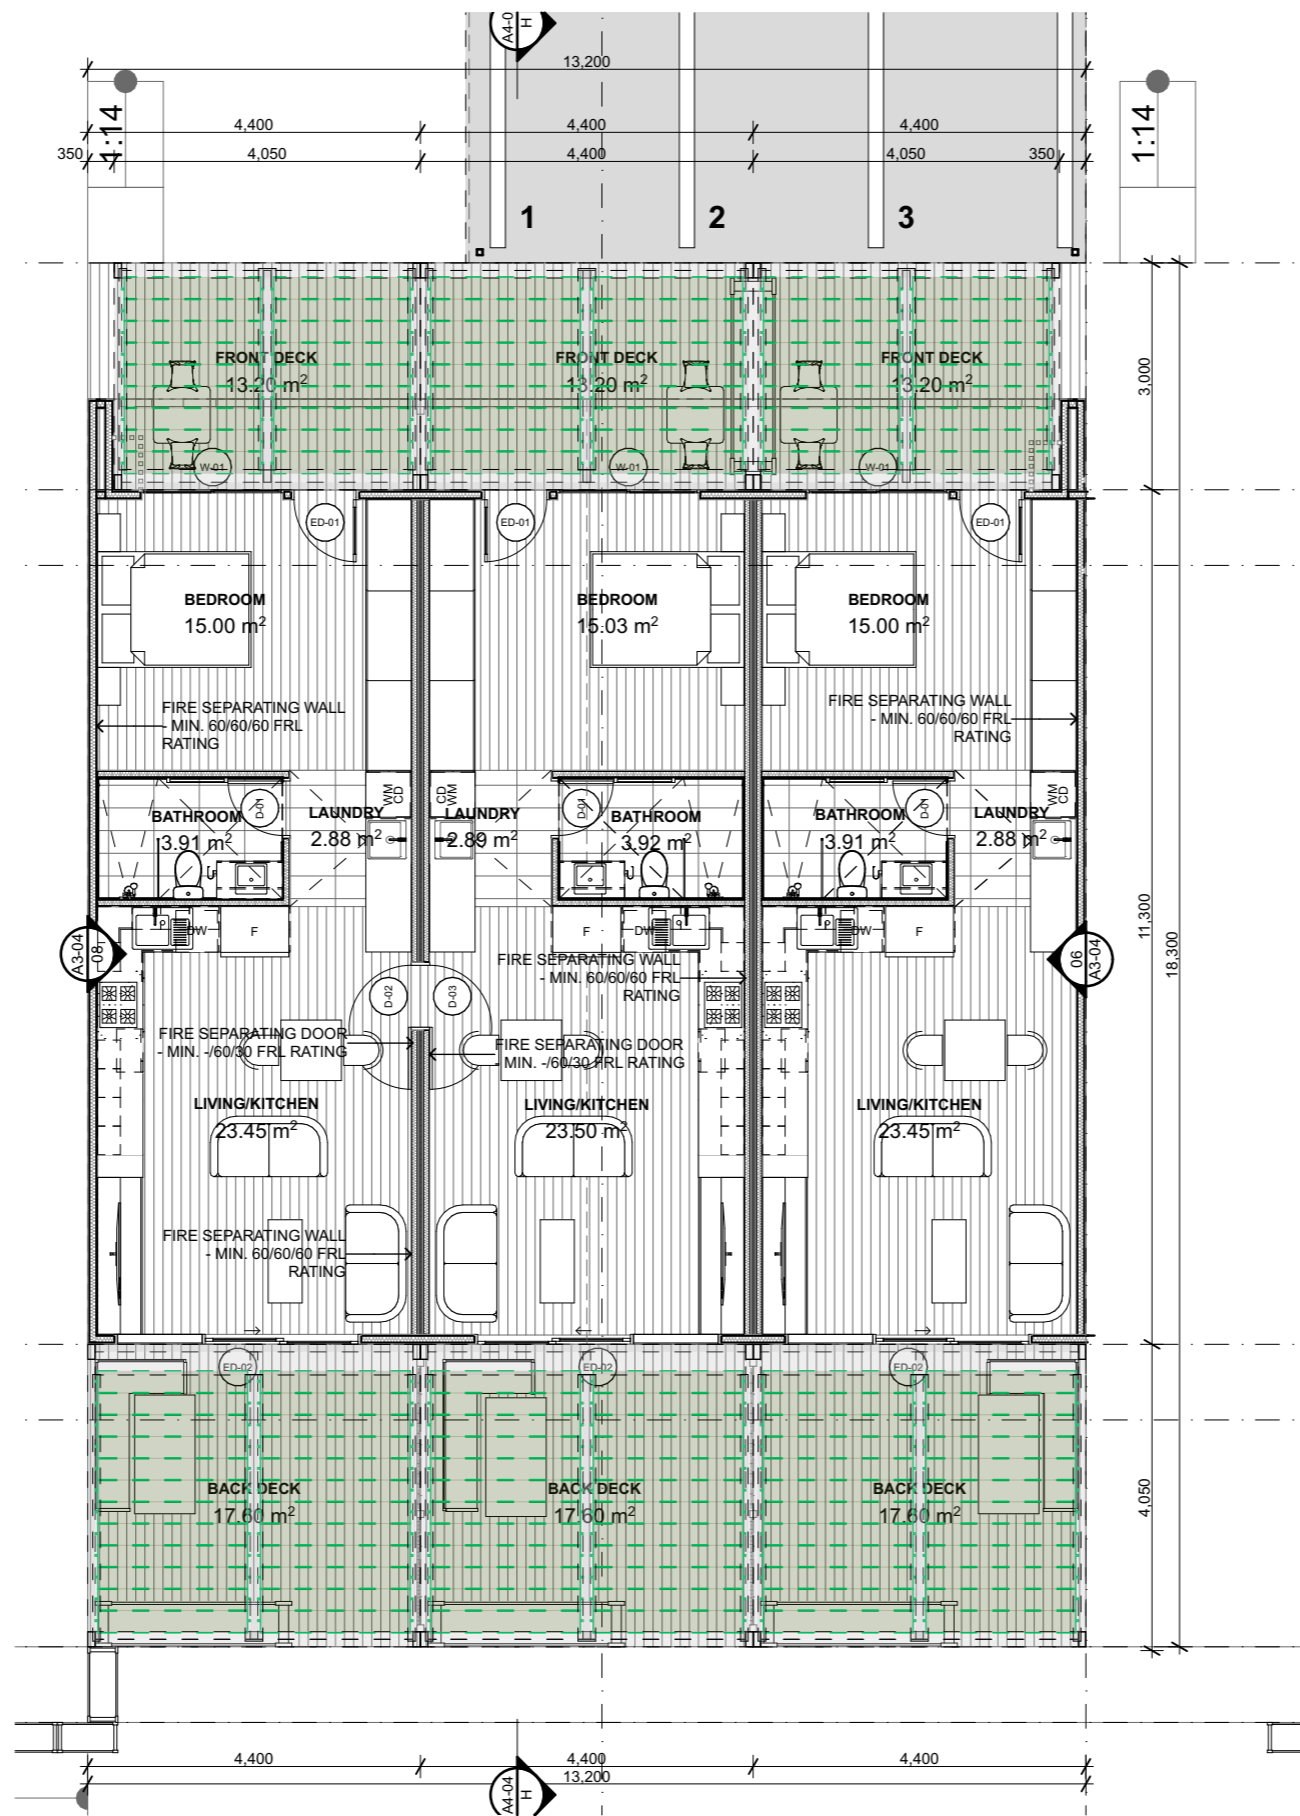 A4-0
H
13,200
1:14
1:14
4,400
4,400
4,400
350
4,050
4,400
4,050
350
1
2
3
FRONT DECK
13.20 m²
FRONT DECK
13.20 m²
FRONT DECK
13.20 m²
3,000
W-01
W-01
W-01
ED-01
ED-01
ED-01
BEDROOM
15.00 m²
BEDROOM
15.03 m²
BEDROOM
15.00 m²
FIRE SEPARATING WALL
- MIN. 60/60/60 FRL
RATING
FIRE SEPARATING WALL
- MIN. 60/60/60 FRL
RATING
BATHROOM
3.91 m²
D-01
LAUNDRY
2.88 m²
WM
CD
CD
WM
LAUNDRY
2.89 m²
D-01
BATHROOM
3.92 m²
BATHROOM
3.91 m²
D-01
LAUNDRY
2.88 m²
WM
CD
DW
F
F
DW
DW
F
A3-04
08
06
A3-04
11,300
18,300
FIRE SEPARATING WALL
- MIN. 60/60/60 FRL
RATING
D-02
D-03
FIRE SEPARATING DOOR
- MIN. -/60/30 FRL RATING
FIRE SEPARATING DOOR
- MIN. -/60/30 FRL RATING
LIVING/KITCHEN
23.45 m²
LIVING/KITCHEN
23.50 m²
LIVING/KITCHEN
23.45 m²
FIRE SEPARATING WALL
- MIN. 60/60/60 FRL
RATING
ED-02
ED-02
ED-02
BACK DECK
17.60 m²
BACK DECK
17.60 m²
BACK DECK
17.60 m²
4,050
4,400
4,400
4,400
13,200
A4-04
H